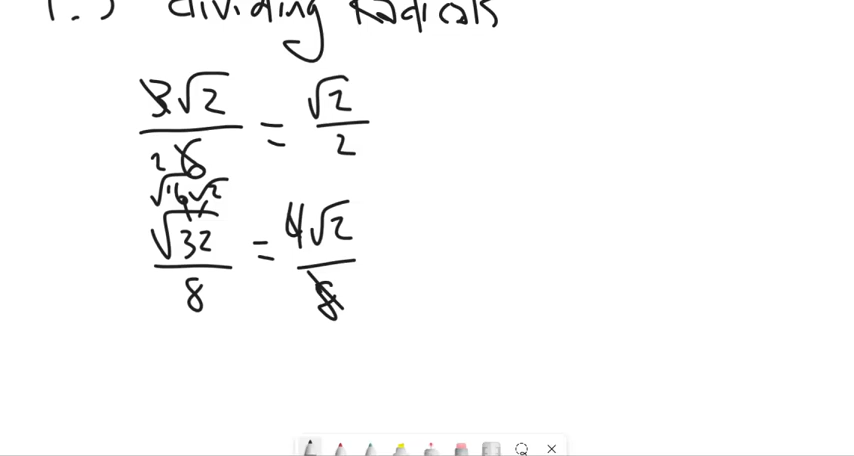 dividing Radicals
3√2/6 = √2/2
2
√16 √2
√32/8 = 4√2/8